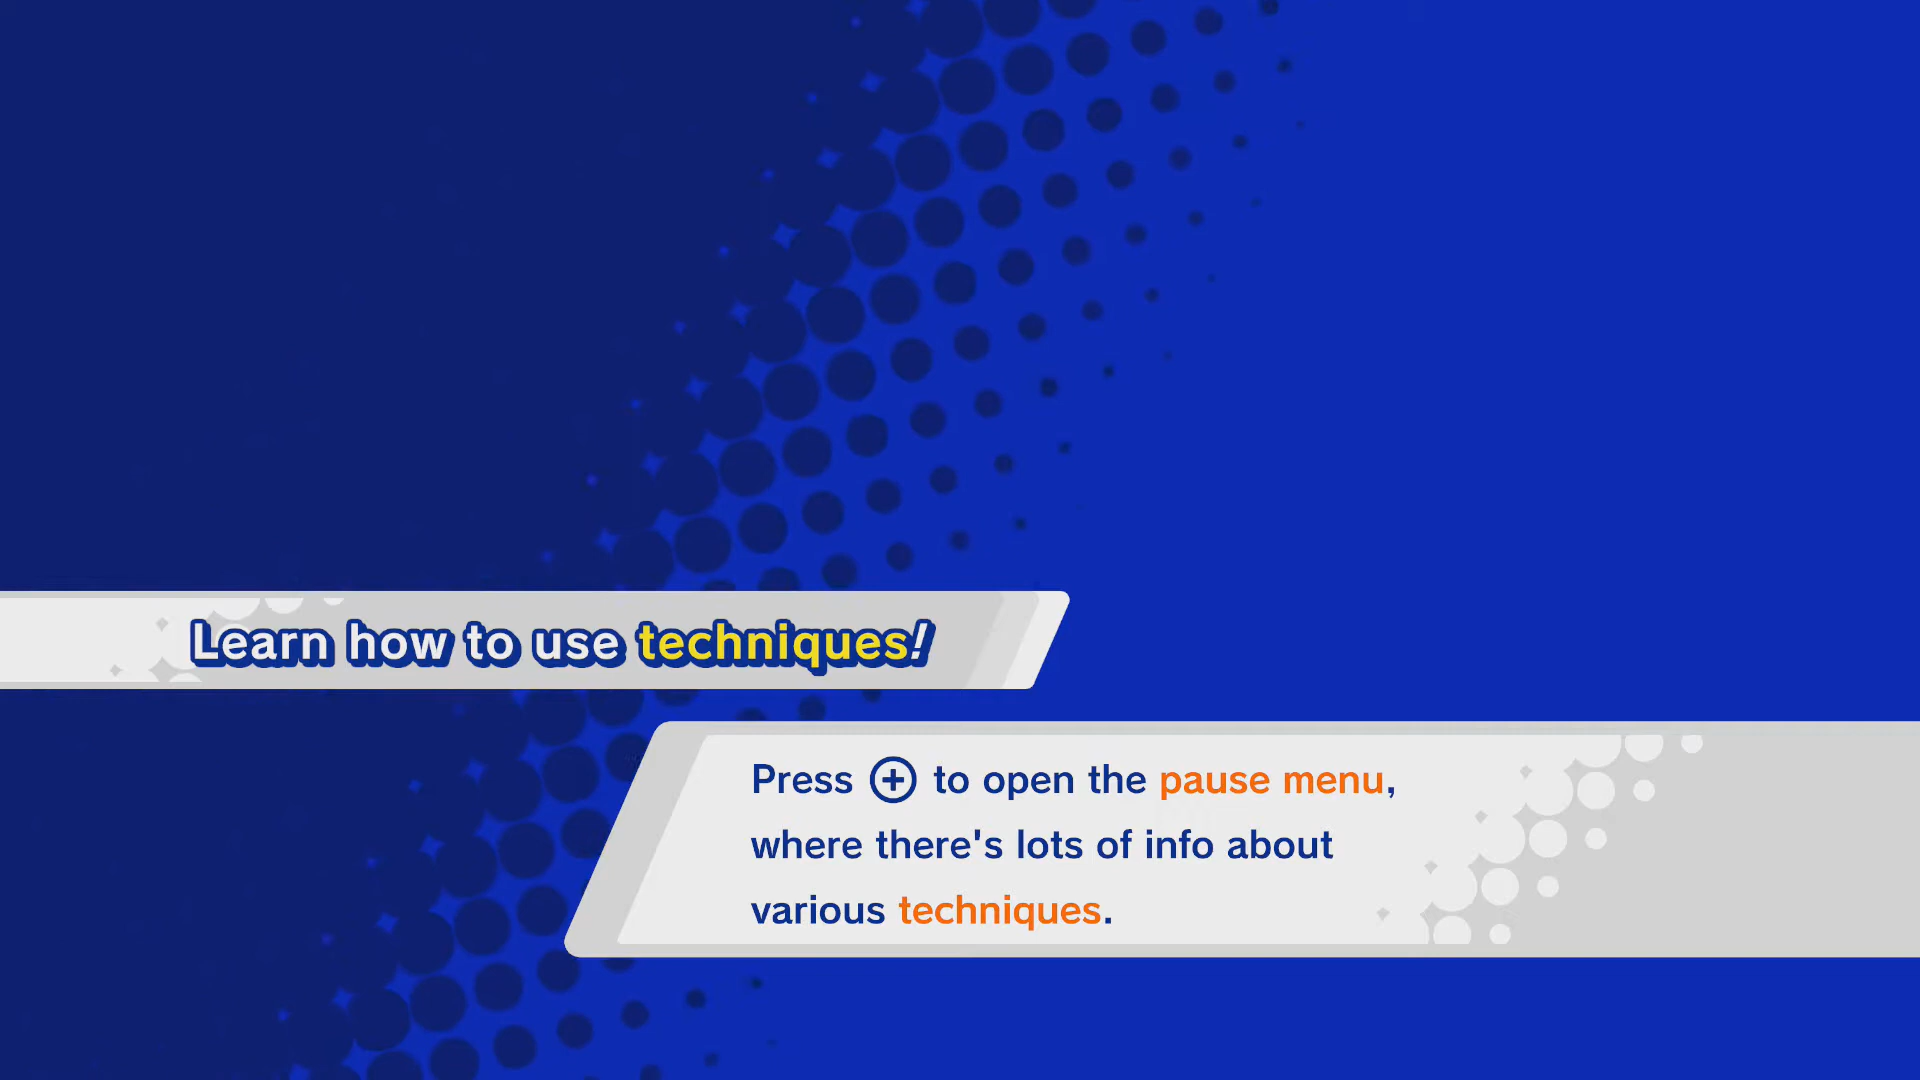 Learn how to use techniques!
Press ⊕ to open the pause menu,
where there's lots of info about
various techniques.